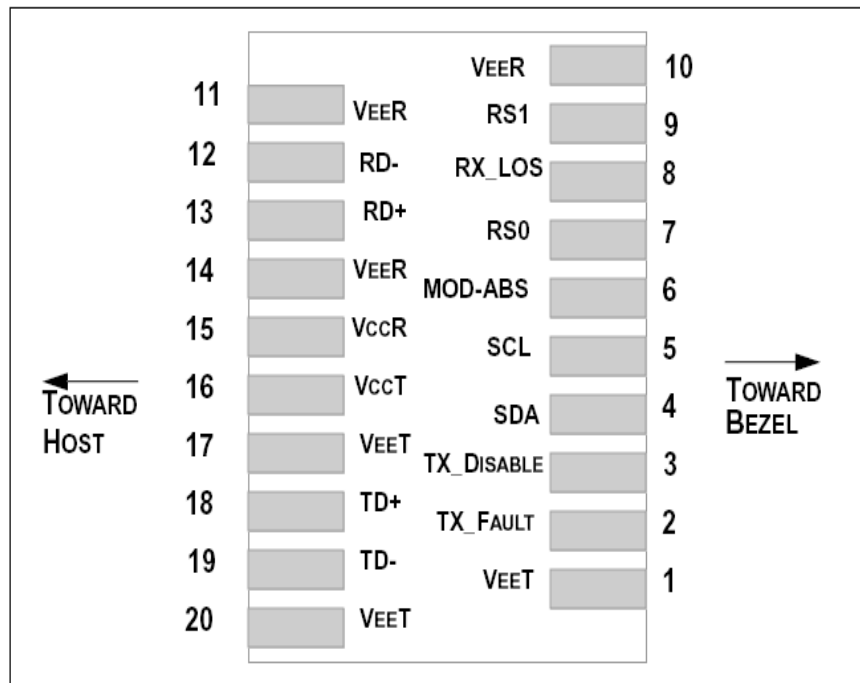 VEER 10
11 VEER
RS1 9
12 RD-
RX_LOS 8
13 RD+
RS0 7
14 VEER
MOD-ABS 6
15 VCCR
SCL 5
16 VCCT
TOWARD
HOST
TOWARD
BEZEL
SDA 4
17 VEET
TX_DISABLE 3
18 TD+
TX_FAULT 2
19 TD-
VEET 1
20 VEET